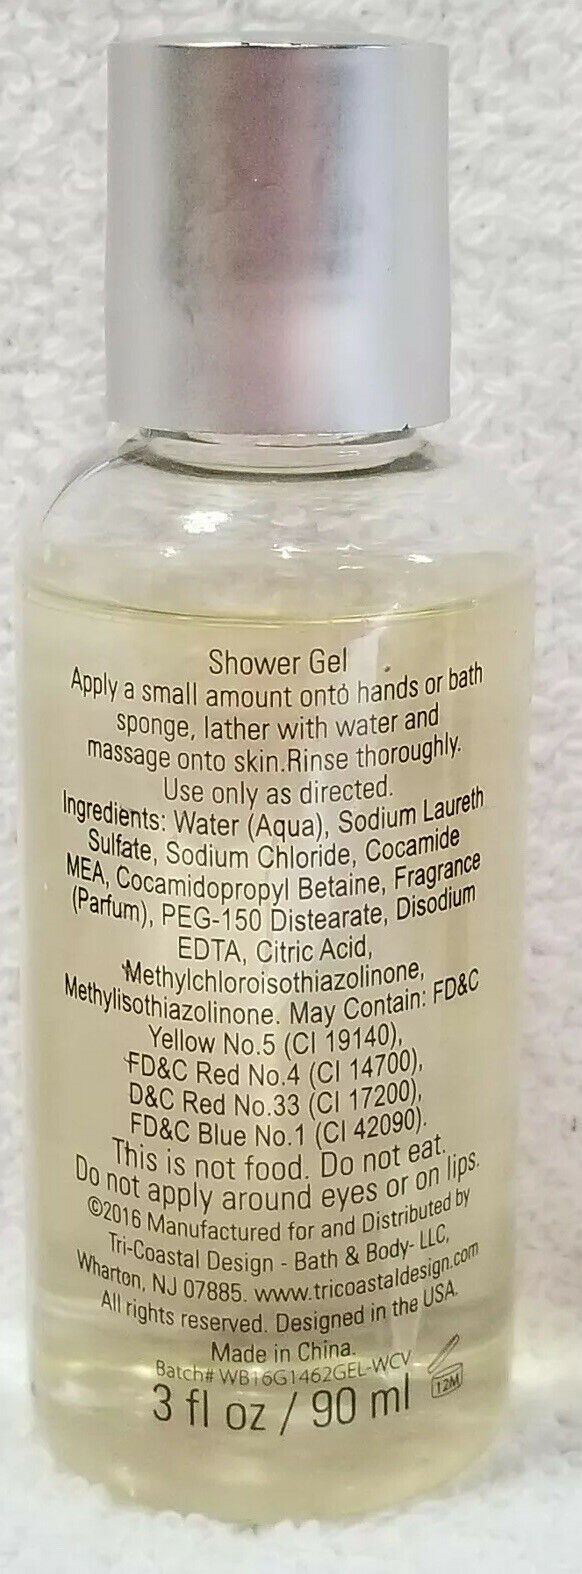 Shower Gel
Apply a small amount onto hands or bath
sponge, lather with water and
massage onto skin.Rinse thoroughly.
Use only as directed.
Ingredients: Water (Aqua), Sodium Laureth
Sulfate, Sodium Chloride, Cocamide
MEA, Cocamidopropyl Betaine, Fragrance
(Parfum), PEG-150 Distearate, Disodium
EDTA, Citric Acid,
Methylchloroisothiazolinone,
Methylisothiazolinone. May Contain: FD&C
Yellow No.5 (CI 19140),
FD&C Red No.4 (CI 14700),
D&C Red No.33 (CI 17200),
FD&C Blue No.1 (CI 42090).
This is not food. Do not eat.
Do not apply around eyes or on lips.
©2016 Manufactured for and Distributed by
Tri-Coastal Design - Bath & Body- LLC,
Wharton, NJ 07885. www.tricoastaldesign.com
All rights reserved. Designed in the USA.
Made in China.
Batch# WB16G1462GEL-WCV
12M
3 fl oz / 90 ml